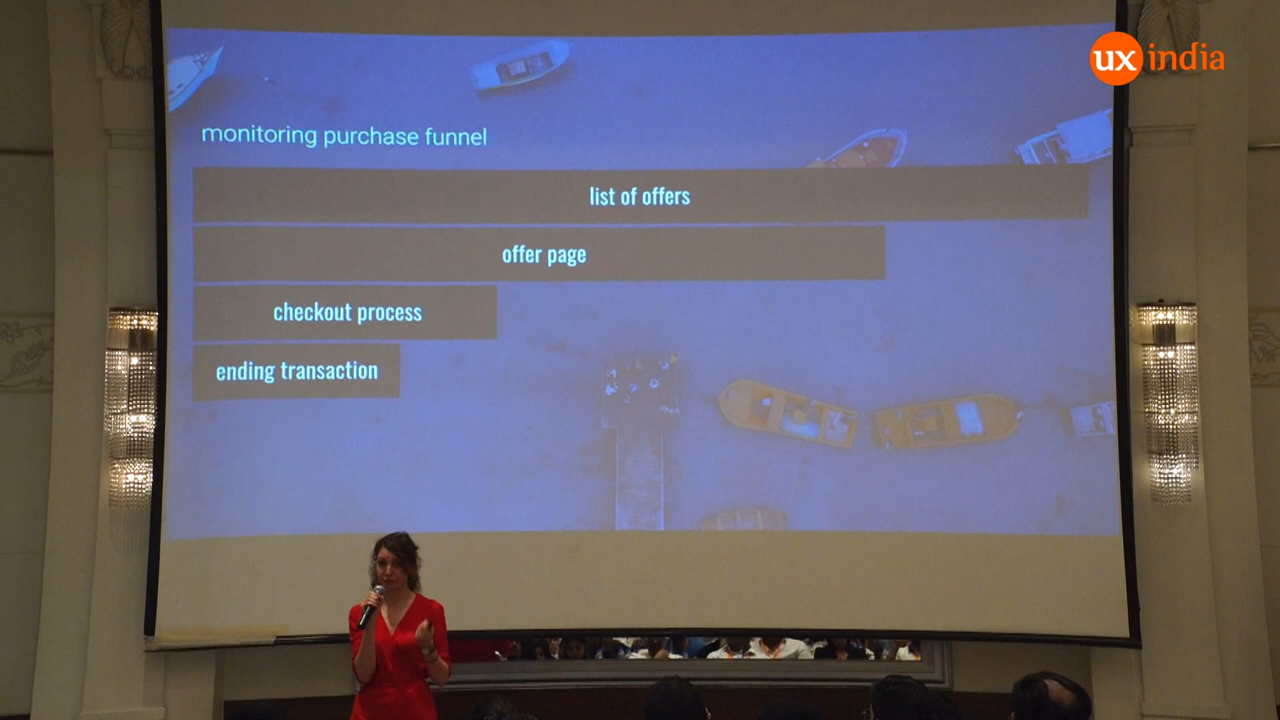 ux india
monitoring purchase funnel
list of offers
offer page
checkout process
ending transaction